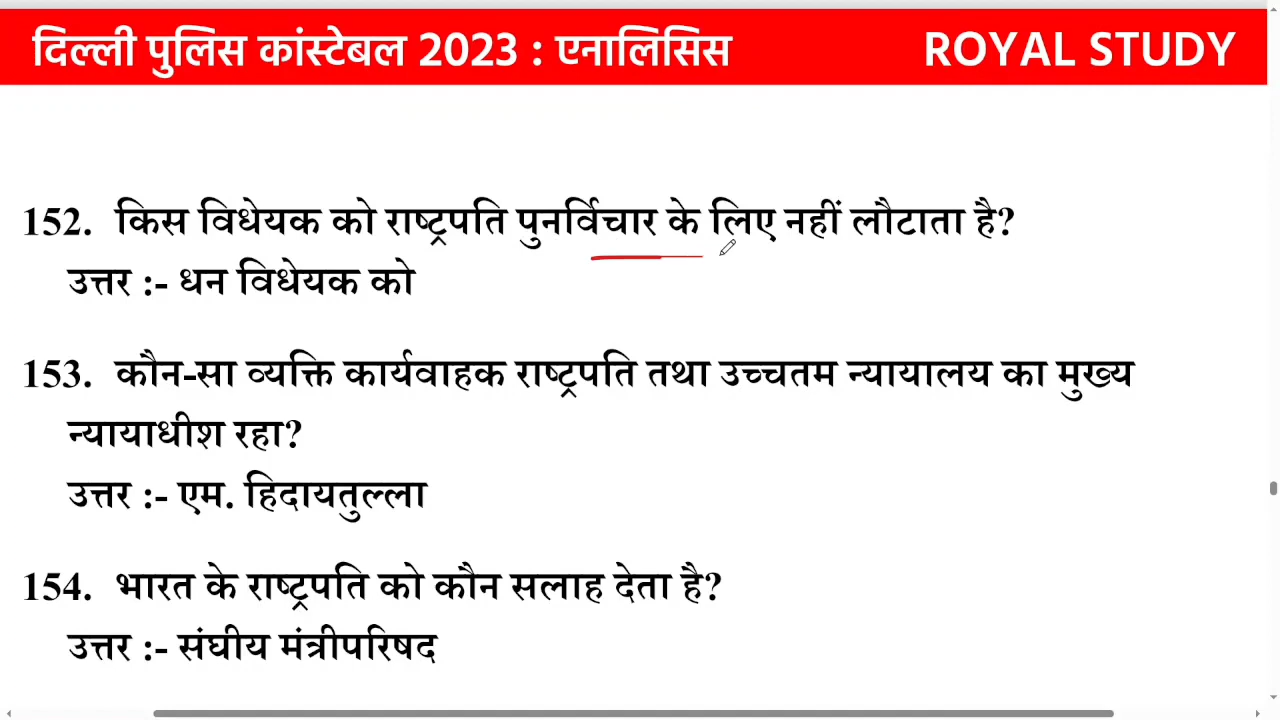 दिल्ली पुलिस कांस्टेबल 2023 : एनालिसिस ROYAL STUDY
152. किस विधेयक को राष्ट्रपति पुनर्विचार के लिए नहीं लौटाता है?
उत्तर :- धन विधेयक को
153. कौन-सा व्यक्ति कार्यवाहक राष्ट्रपति तथा उच्चतम न्यायालय का मुख्य
न्यायाधीश रहा?
उत्तर :- एम. हिदायतुल्ला
154. भारत के राष्ट्रपति को कौन सलाह देता है?
उत्तर :- संघीय मंत्रीपरिषद